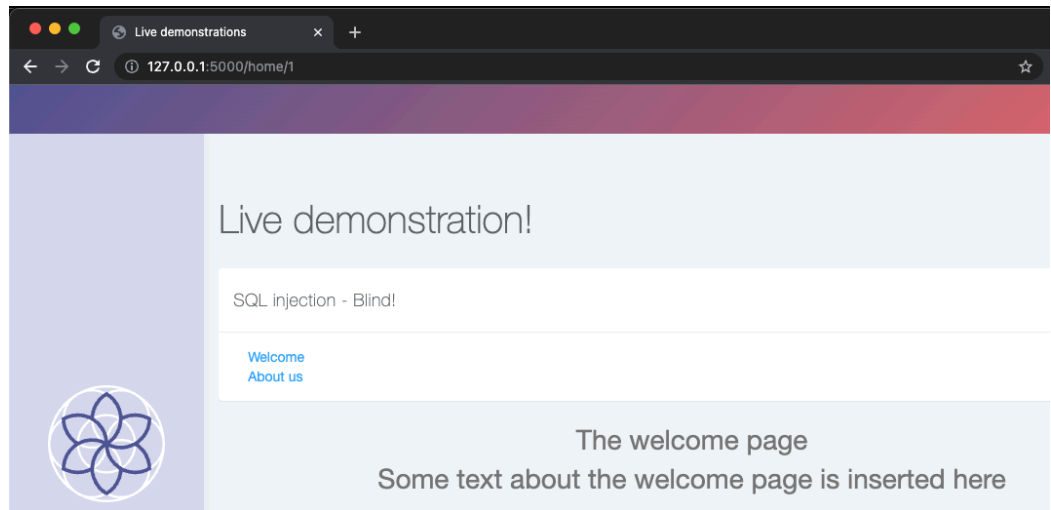 Live demonstrations
127.0.0.1:5000/home/1
Live demonstration!
SQL injection - Blind!
Welcome
About us
The welcome page
Some text about the welcome page is inserted here